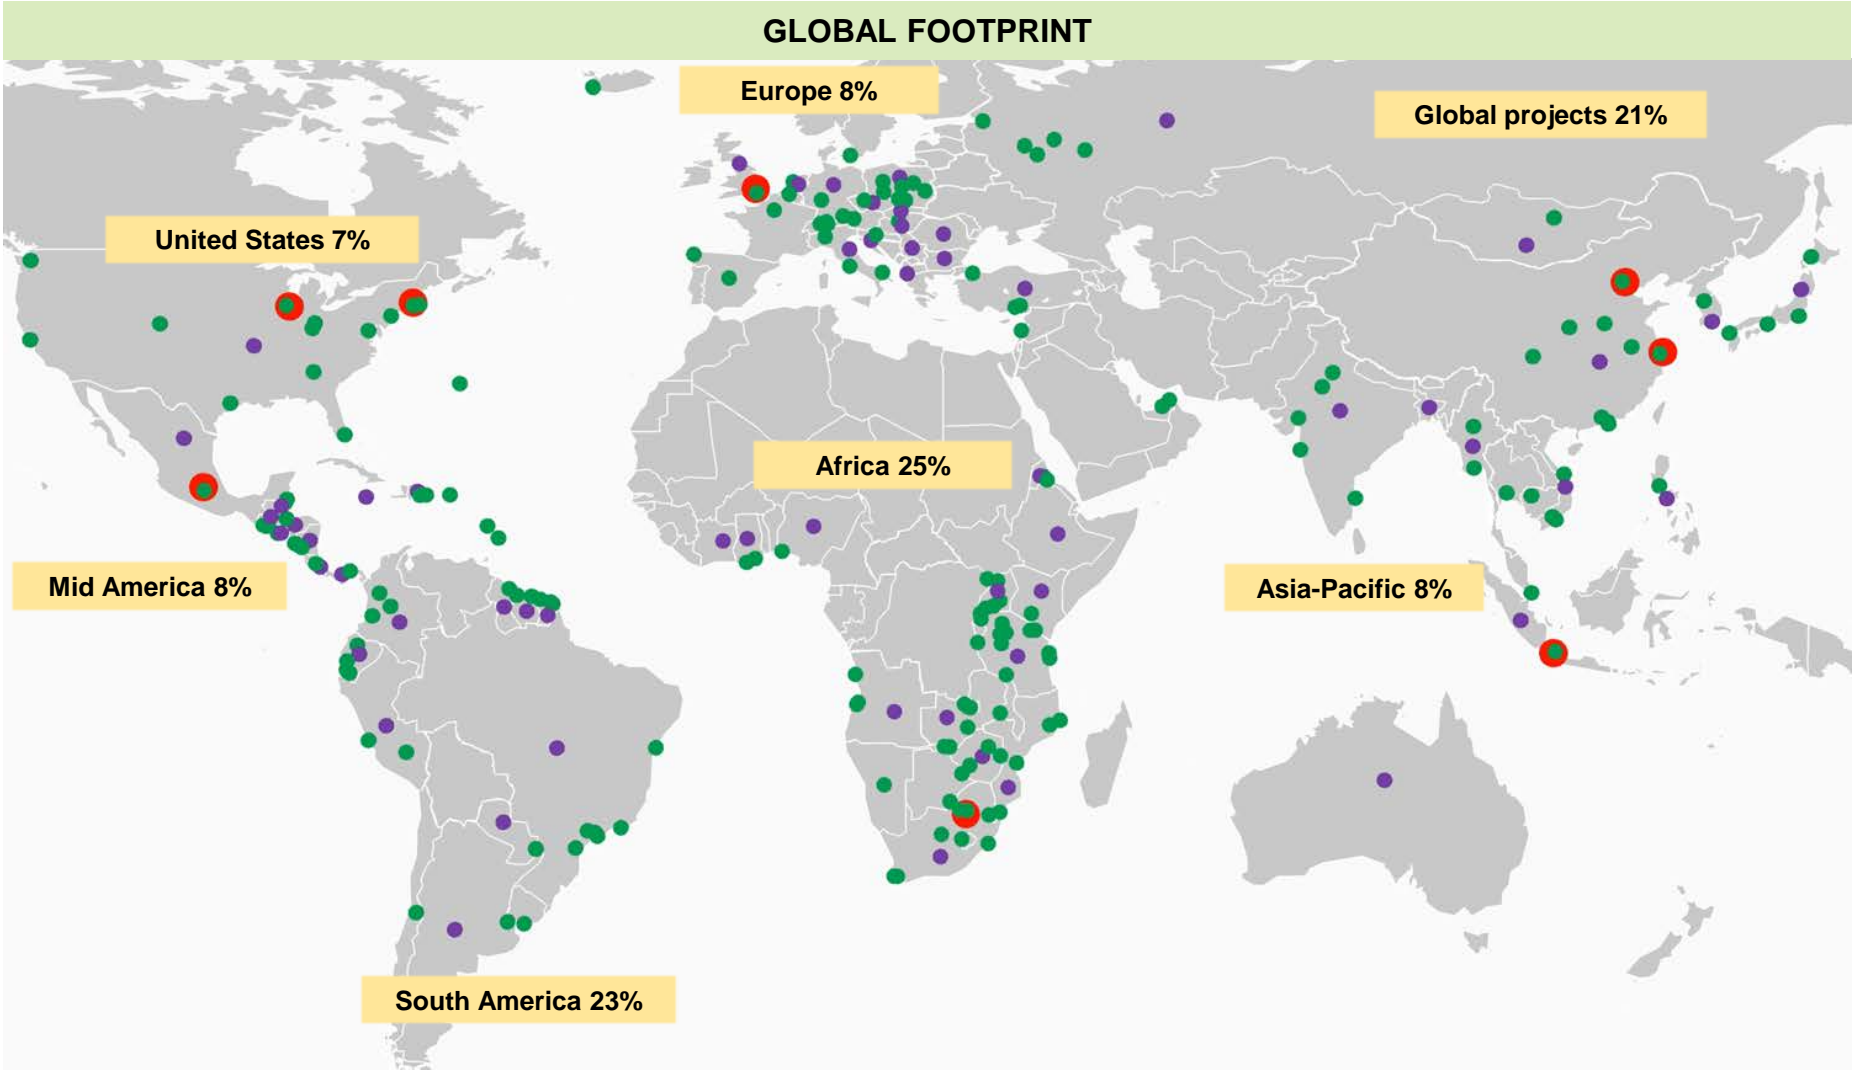 GLOBAL FOOTPRINT
Europe 8%
Global projects 21%
United States 7%
Africa 25%
Mid America 8%
Asia-Pacific 8%
South America 23%